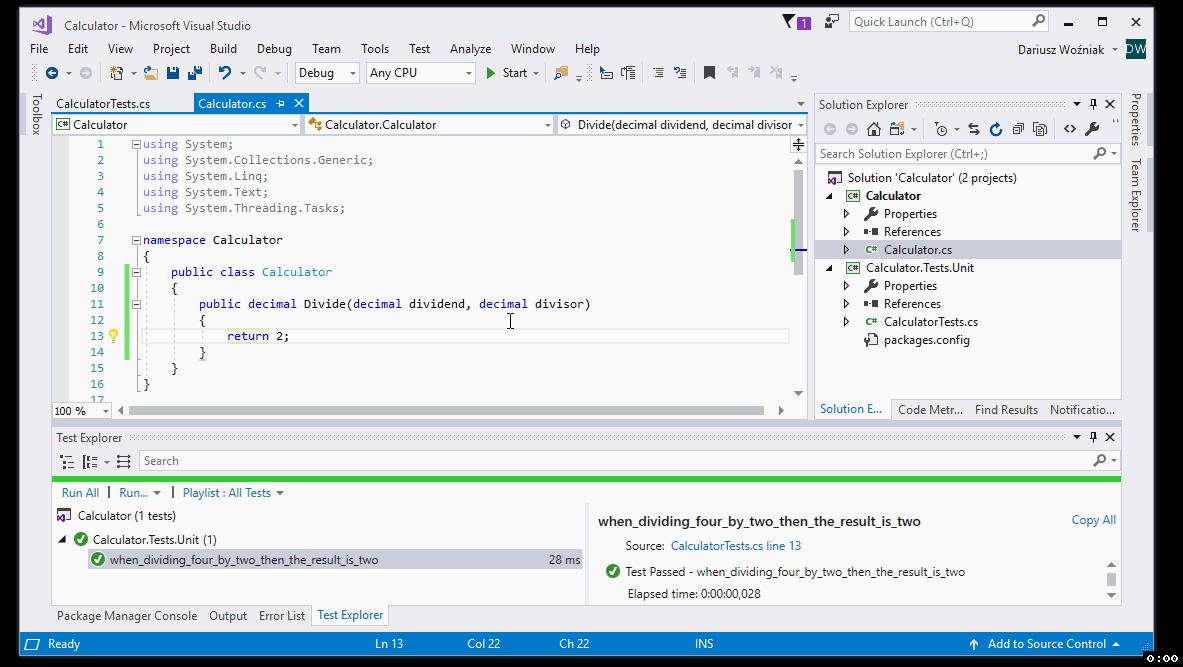 Calculator - Microsoft Visual Studio
1
Quick Launch (Ctrl+Q)
File Edit View Project Build Debug Team Tools Test Analyze Window Help
Dariusz Woźniak DW
Debug Any CPU Start
Toolbox
CalculatorTests.cs Calculator.cs
C# Calculator Calculator.Calculator Divide(decimal dividend, decimal divisor
1 using System;
2 using System.Collections.Generic;
3 using System.Linq;
4 using System.Text;
5 using System.Threading.Tasks;
6
7 namespace Calculator
8 {
9 public class Calculator
10 {
11 public decimal Divide(decimal dividend, decimal divisor)
12 {
13 return 2;
14 }
15 }
16 }
17
100 %
Solution Explorer
Search Solution Explorer (Ctrl+;)
Solution 'Calculator' (2 projects)
C# Calculator
Properties
References
C# Calculator.cs
C# Calculator.Tests.Unit
Properties
References
C# CalculatorTests.cs
packages.config
Solution E... Code Metr... Find Results Notificatio...
Properties
Team Explorer
Test Explorer
Search
Run All Run... Playlist : All Tests
Calculator (1 tests)
Calculator.Tests.Unit (1)
when_dividing_four_by_two_then_the_result_is_two 28 ms
when_dividing_four_by_two_then_the_result_is_two
Copy All
Source: CalculatorTests.cs line 13
Test Passed - when_dividing_four_by_two_then_the_result_is_two
Elapsed time: 0:00:00,028
Package Manager Console Output Error List Test Explorer
Ready Ln 13 Col 22 Ch 22 INS Add to Source Control
0:00